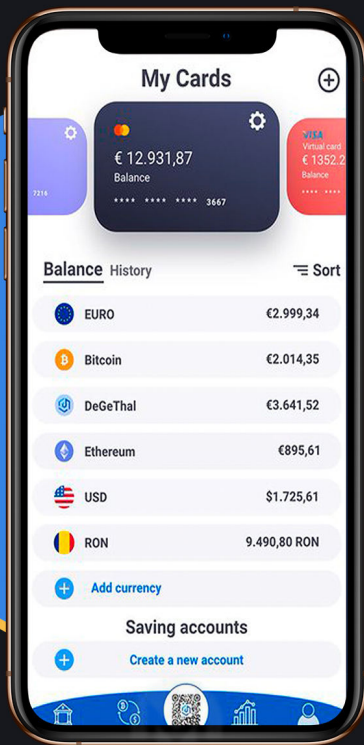 My Cards
7216
€ 12.931,87
Balance
**** **** **** 3667
VISA
Virtual card
€ 1352.2
Balance
**** ****
Balance History
Sort
EURO €2.999,34
Bitcoin €2.014,35
DeGeThal €3.641,52
Ethereum €895,61
USD $1.725,61
RON 9.490,80 RON
Add currency
Saving accounts
Create a new account